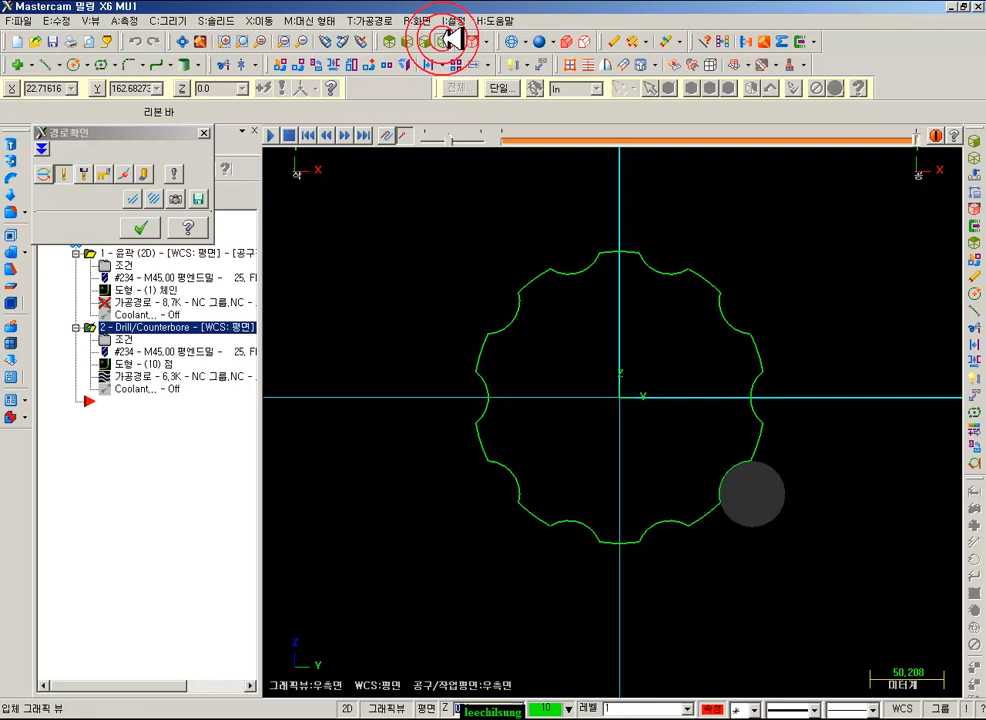 Mastercam 밀링 X6 MU1
F:파일 E:수정 V:뷰 A:측정 C:그리기 S:솔리드 X:이동 M:머신 형태 T:가공경로 R:화면 I:설정 H:도움말
X 22.71616 Y 162.68273 Z 0.0 전체... 단일... In
리본 바
경로확인
1 - 윤곽 (2D) - [WCS: 평면] - [공구
조건
#234 - M45,00 평엔드밀 - 25, Fl
도형 - (1) 체인
가공경로 - 8,7K - NC 그룹,NC -
Coolant... - Off
2 - Drill/Counterbore - [WCS: 평면]
조건
#234 - M45,00 평엔드밀 - 25, Fl
도형 - (10) 점
가공경로 - 6,3K - NC 그룹,NC -
Coolant... - Off
작 X
공 X
Z
Y
Z
Y
그래픽뷰:우측면 WCS:평면 공구/작업평면:우측면
50,208
미터계
입체 그래픽 뷰 2D 그래픽뷰 평면 Z 10 레벨 1 속성 WCS 그룹
leechilsung